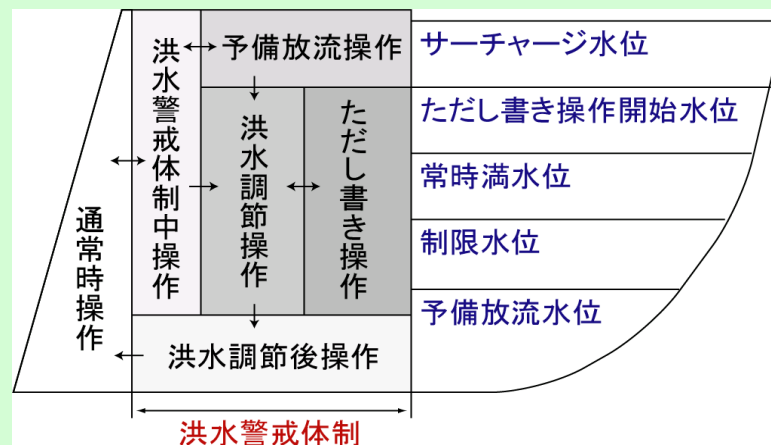 通常時操作
洪水警戒体制中操作
予備放流操作
洪水調節操作
ただし書き操作
洪水調節後操作
洪水警戒体制
サーチャージ水位
ただし書き操作開始水位
常時満水位
制限水位
予備放流水位